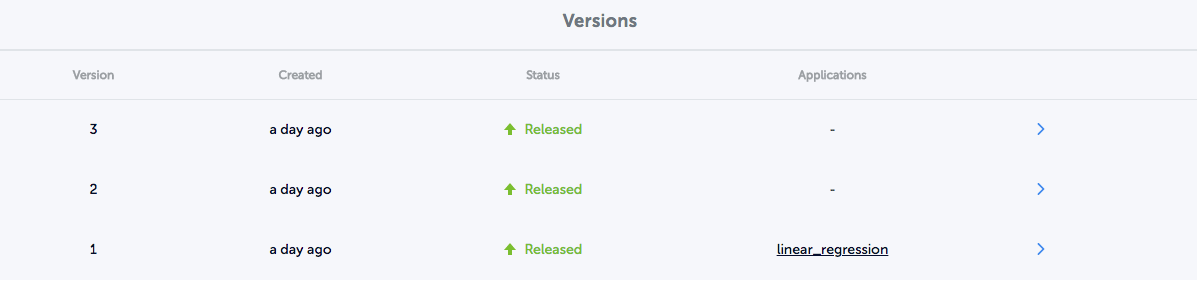 Versions
Version Created Status Applications
3 a day ago Released -
2 a day ago Released -
1 a day ago Released linear_regression